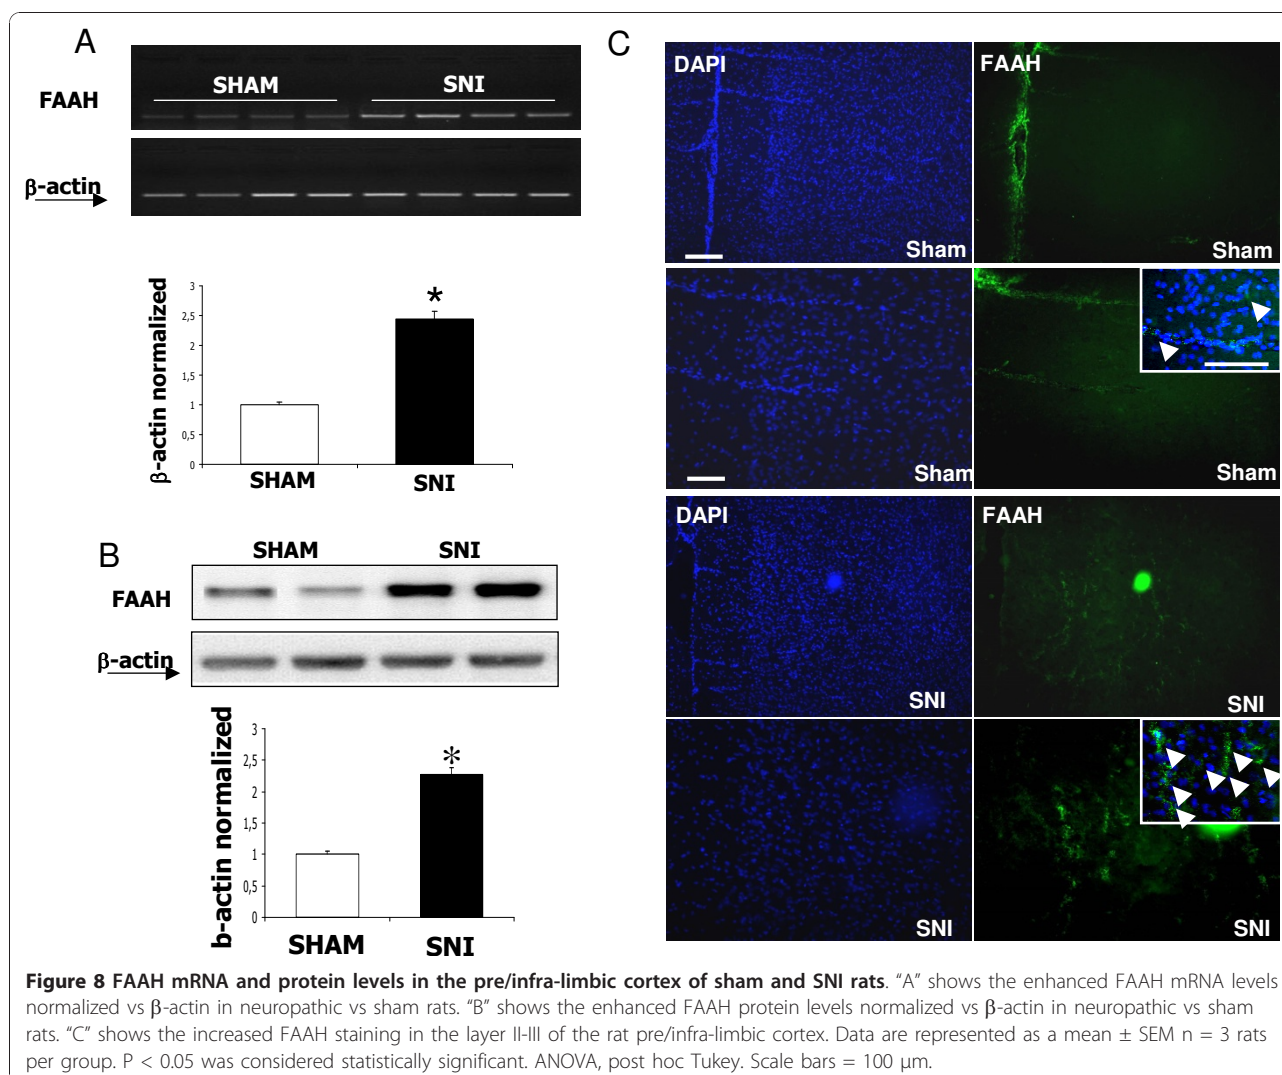 A
FAAH
SHAM
SNI
β-actin
β-actin normalized
3
2,5
2
1,5
1
0,5
0
*
SHAM
SNI
B
SHAM
SNI
FAAH
β-actin
b-actin normalized
3
2,5
2
1,5
1
0,5
0
*
SHAM
SNI
C
DAPI
FAAH
Sham
Sham
Sham
Sham
DAPI
FAAH
SNI
SNI
SNI
SNI
Figure 8 FAAH mRNA and protein levels in the pre/infra-limbic cortex of sham and SNI rats. “A” shows the enhanced FAAH mRNA levels
normalized vs β-actin in neuropathic vs sham rats. “B” shows the enhanced FAAH protein levels normalized vs β-actin in neuropathic vs sham
rats. “C” shows the increased FAAH staining in the layer II-III of the rat pre/infra-limbic cortex. Data are represented as a mean ± SEM n = 3 rats
per group. P < 0.05 was considered statistically significant. ANOVA, post hoc Tukey. Scale bars = 100 μm.